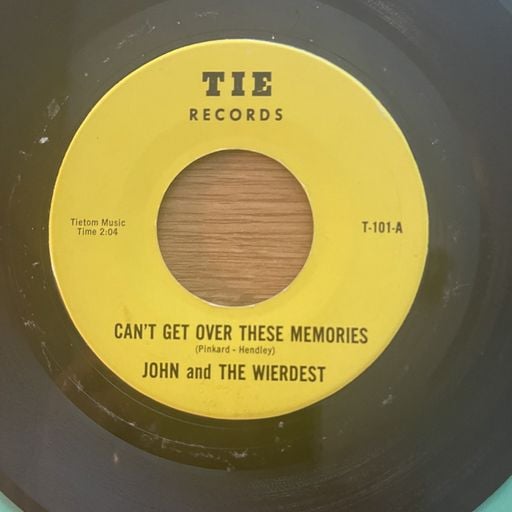 TIE
RECORDS
Tietom Music
Time 2:04
T-101-A
CAN'T GET OVER THESE MEMORIES
(Pinkard - Hendley)
JOHN and THE WIERDEST